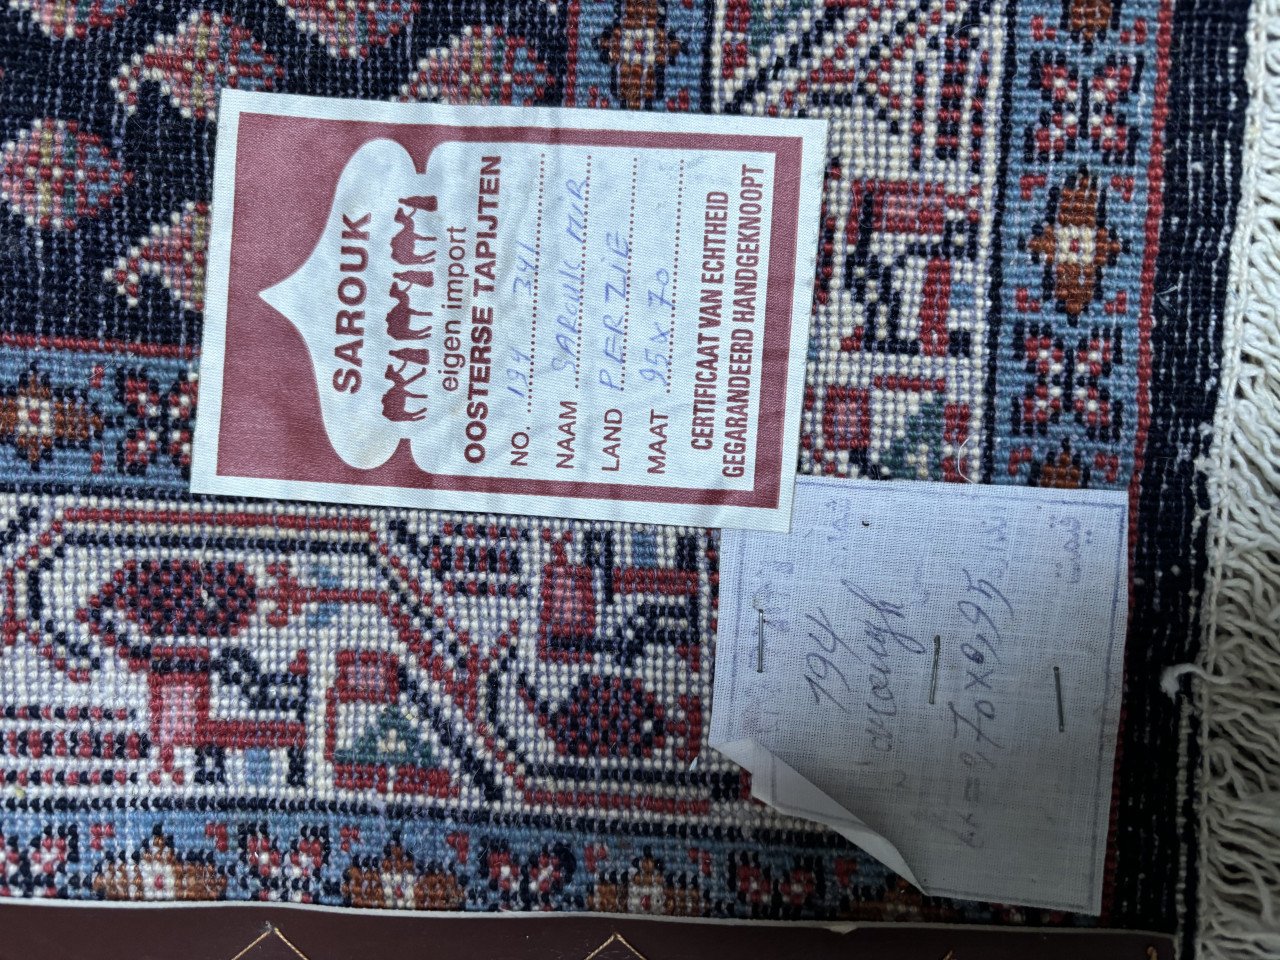 SAROUK
eigen import
OOSTERSE TAPIJTEN
NO. 194 341
NAAM SAROUK MIR
LAND PERZIE
MAAT 95 x 70
CERTIFICAAT VAN ECHTHEID
GEGARANDEERD HANDGEKNOOPT
194
0,70 x 0,95